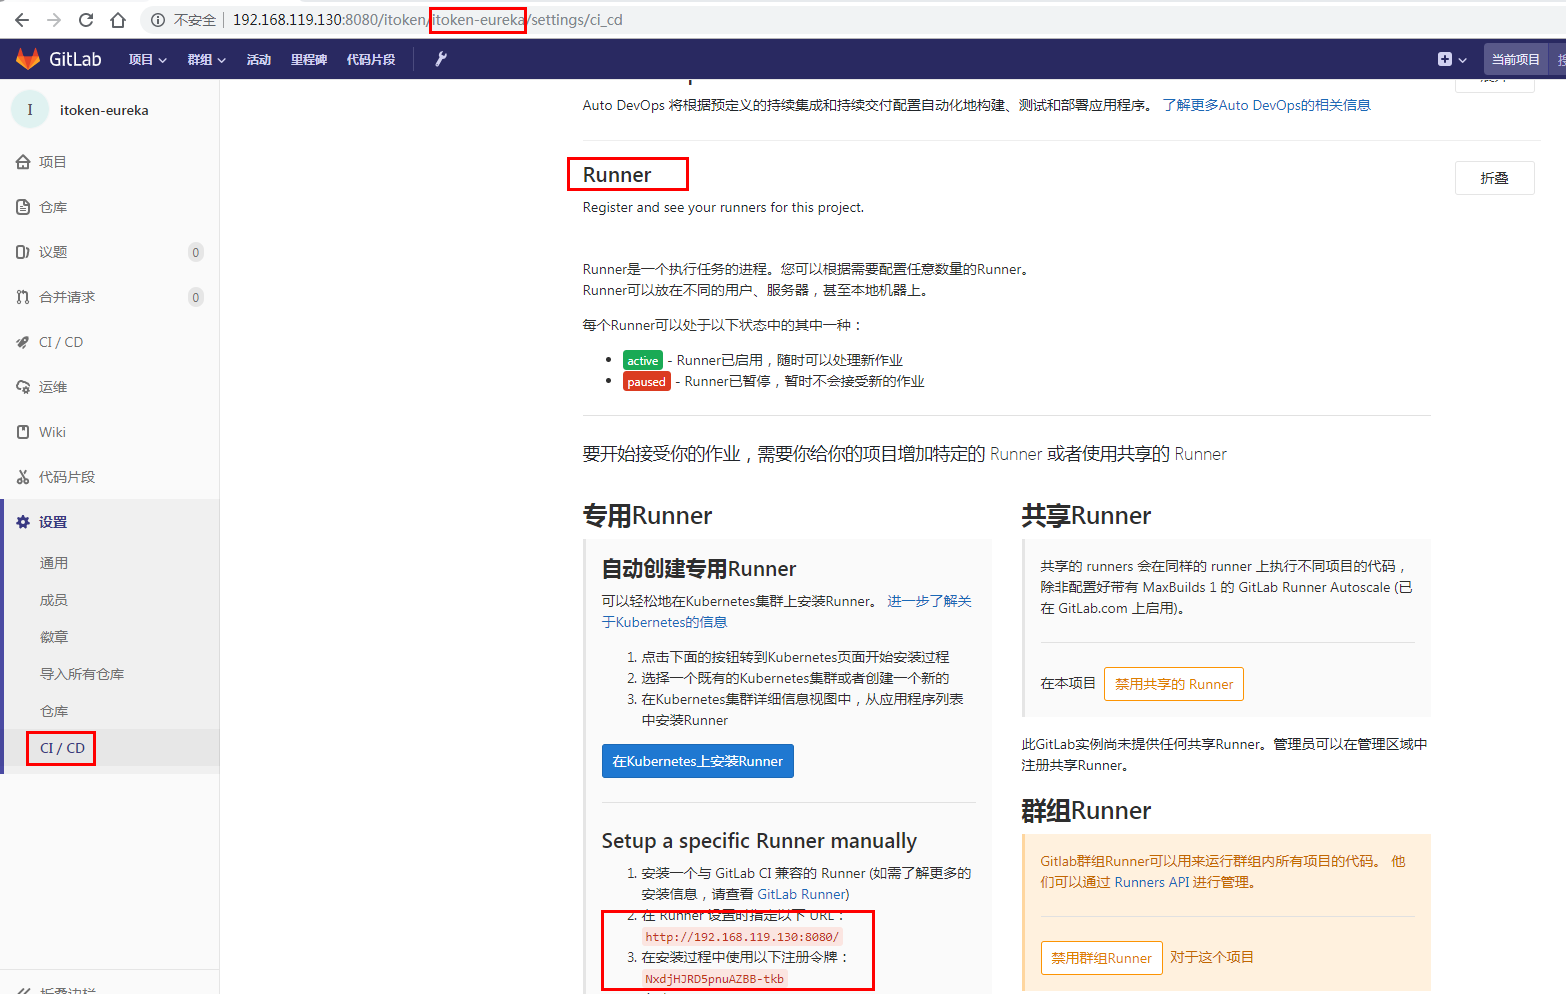 不安全 192.168.119.130:8080/itoken/itoken-eureka/settings/ci_cd
GitLab 项目 群组 活动 里程碑 代码片段 当前项目
I itoken-eureka
项目
仓库
议题 0
合并请求 0
CI / CD
运维
Wiki
代码片段
设置
通用
成员
徽章
导入所有仓库
仓库
CI / CD
折叠边栏
Auto DevOps 将根据预定义的持续集成和持续交付配置自动化地构建、测试和部署应用程序。 了解更多Auto DevOps的相关信息
Runner
折叠
Register and see your runners for this project.
Runner是一个执行任务的进程。您可以根据需要配置任意数量的Runner。
Runner可以放在不同的用户、服务器，甚至本地机器上。
每个Runner可以处于以下状态中的其中一种：
active - Runner已启用，随时可以处理新作业
paused - Runner已暂停，暂时不会接受新的作业
要开始接受你的作业，需要你给你的项目增加特定的 Runner 或者使用共享的 Runner
专用Runner
自动创建专用Runner
可以轻松地在Kubernetes集群上安装Runner。 进一步了解关
于Kubernetes的信息
1. 点击下面的按钮转到Kubernetes页面开始安装过程
2. 选择一个既有的Kubernetes集群或者创建一个新的
3. 在Kubernetes集群详细信息视图中，从应用程序列表
中安装Runner
在Kubernetes上安装Runner
Setup a specific Runner manually
1. 安装一个与 GitLab CI 兼容的 Runner (如需了解更多的
安装信息，请查看 GitLab Runner)
2. 在 Runner 设置时指定以下 URL：
http://192.168.119.130:8080/
3. 在安装过程中使用以下注册令牌：
NxdjHJRD5pnuAZBB-tkb
共享Runner
共享的 runners 会在同样的 runner 上执行不同项目的代码，
除非配置好带有 MaxBuilds 1 的 GitLab Runner Autoscale (已
在 GitLab.com 上启用)。
在本项目 禁用共享的 Runner
此GitLab实例尚未提供任何共享Runner。管理员可以在管理区域中
注册共享Runner。
群组Runner
Gitlab群组Runner可以用来运行群组内所有项目的代码。 他
们可以通过 Runners API 进行管理。
禁用群组Runner 对于这个项目